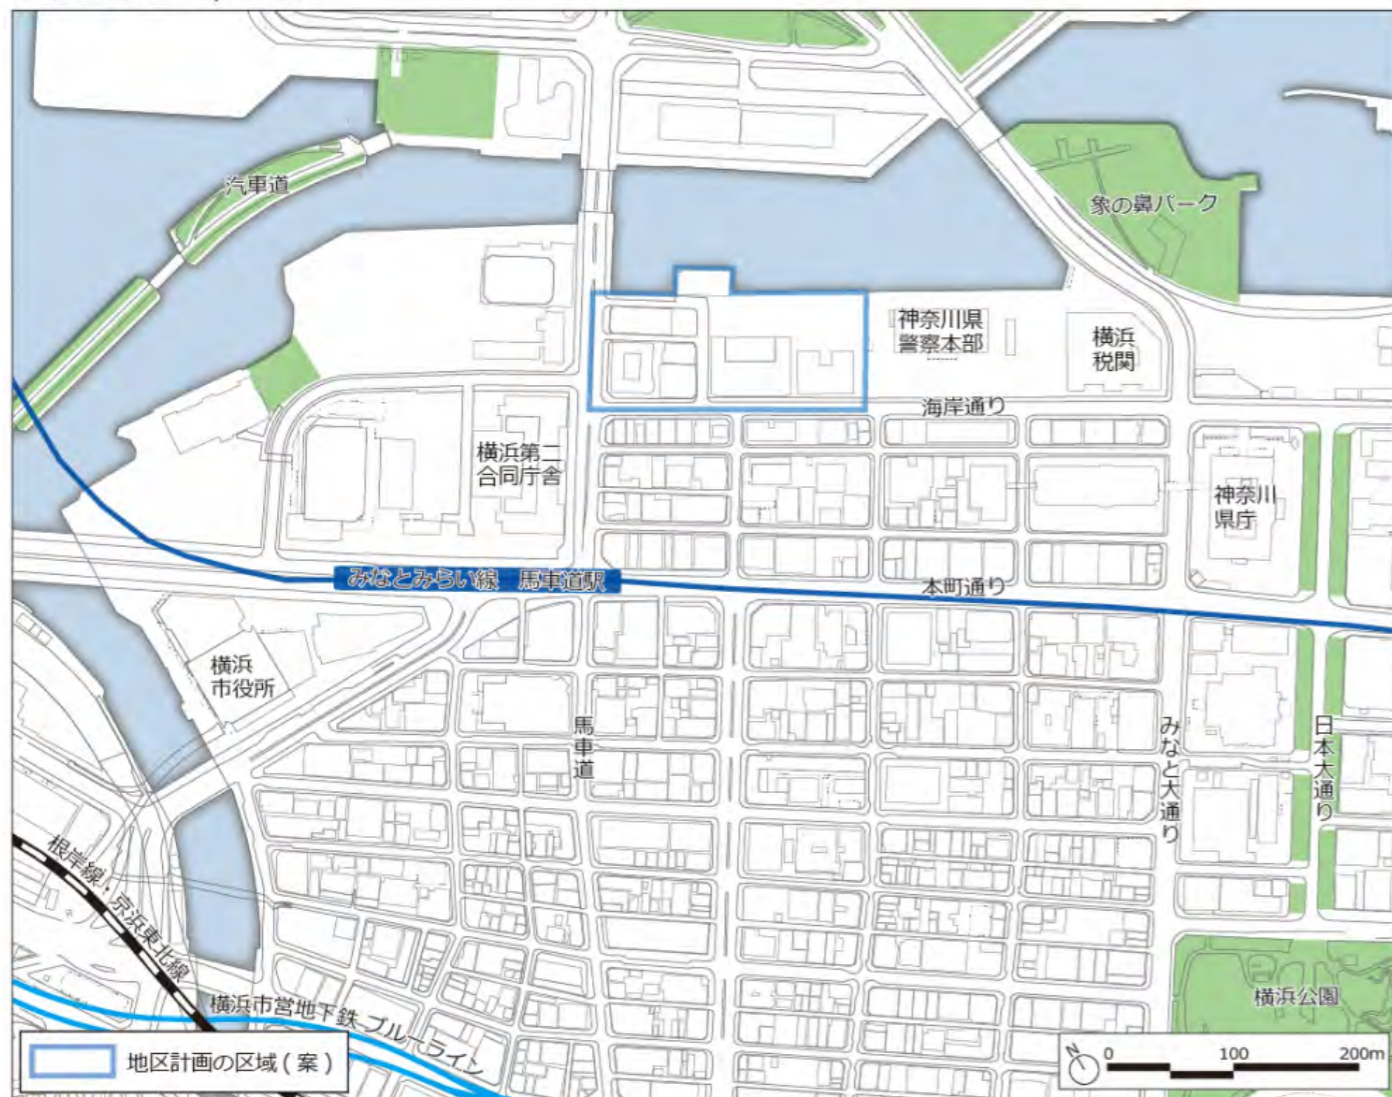 汽車道
象の鼻パーク
神奈川県
警察本部
横浜
税関
海岸通り
横浜第二
合同庁舎
神奈川
県庁
みなとみらい線 馬車道駅
本町通り
横浜
市役所
馬車道
みなと大通り
日本大通り
根岸線・京浜東北線
横浜市営地下鉄 ブルーライン
横浜公園
地区計画の区域 ( 案 )
N
0 100 200m